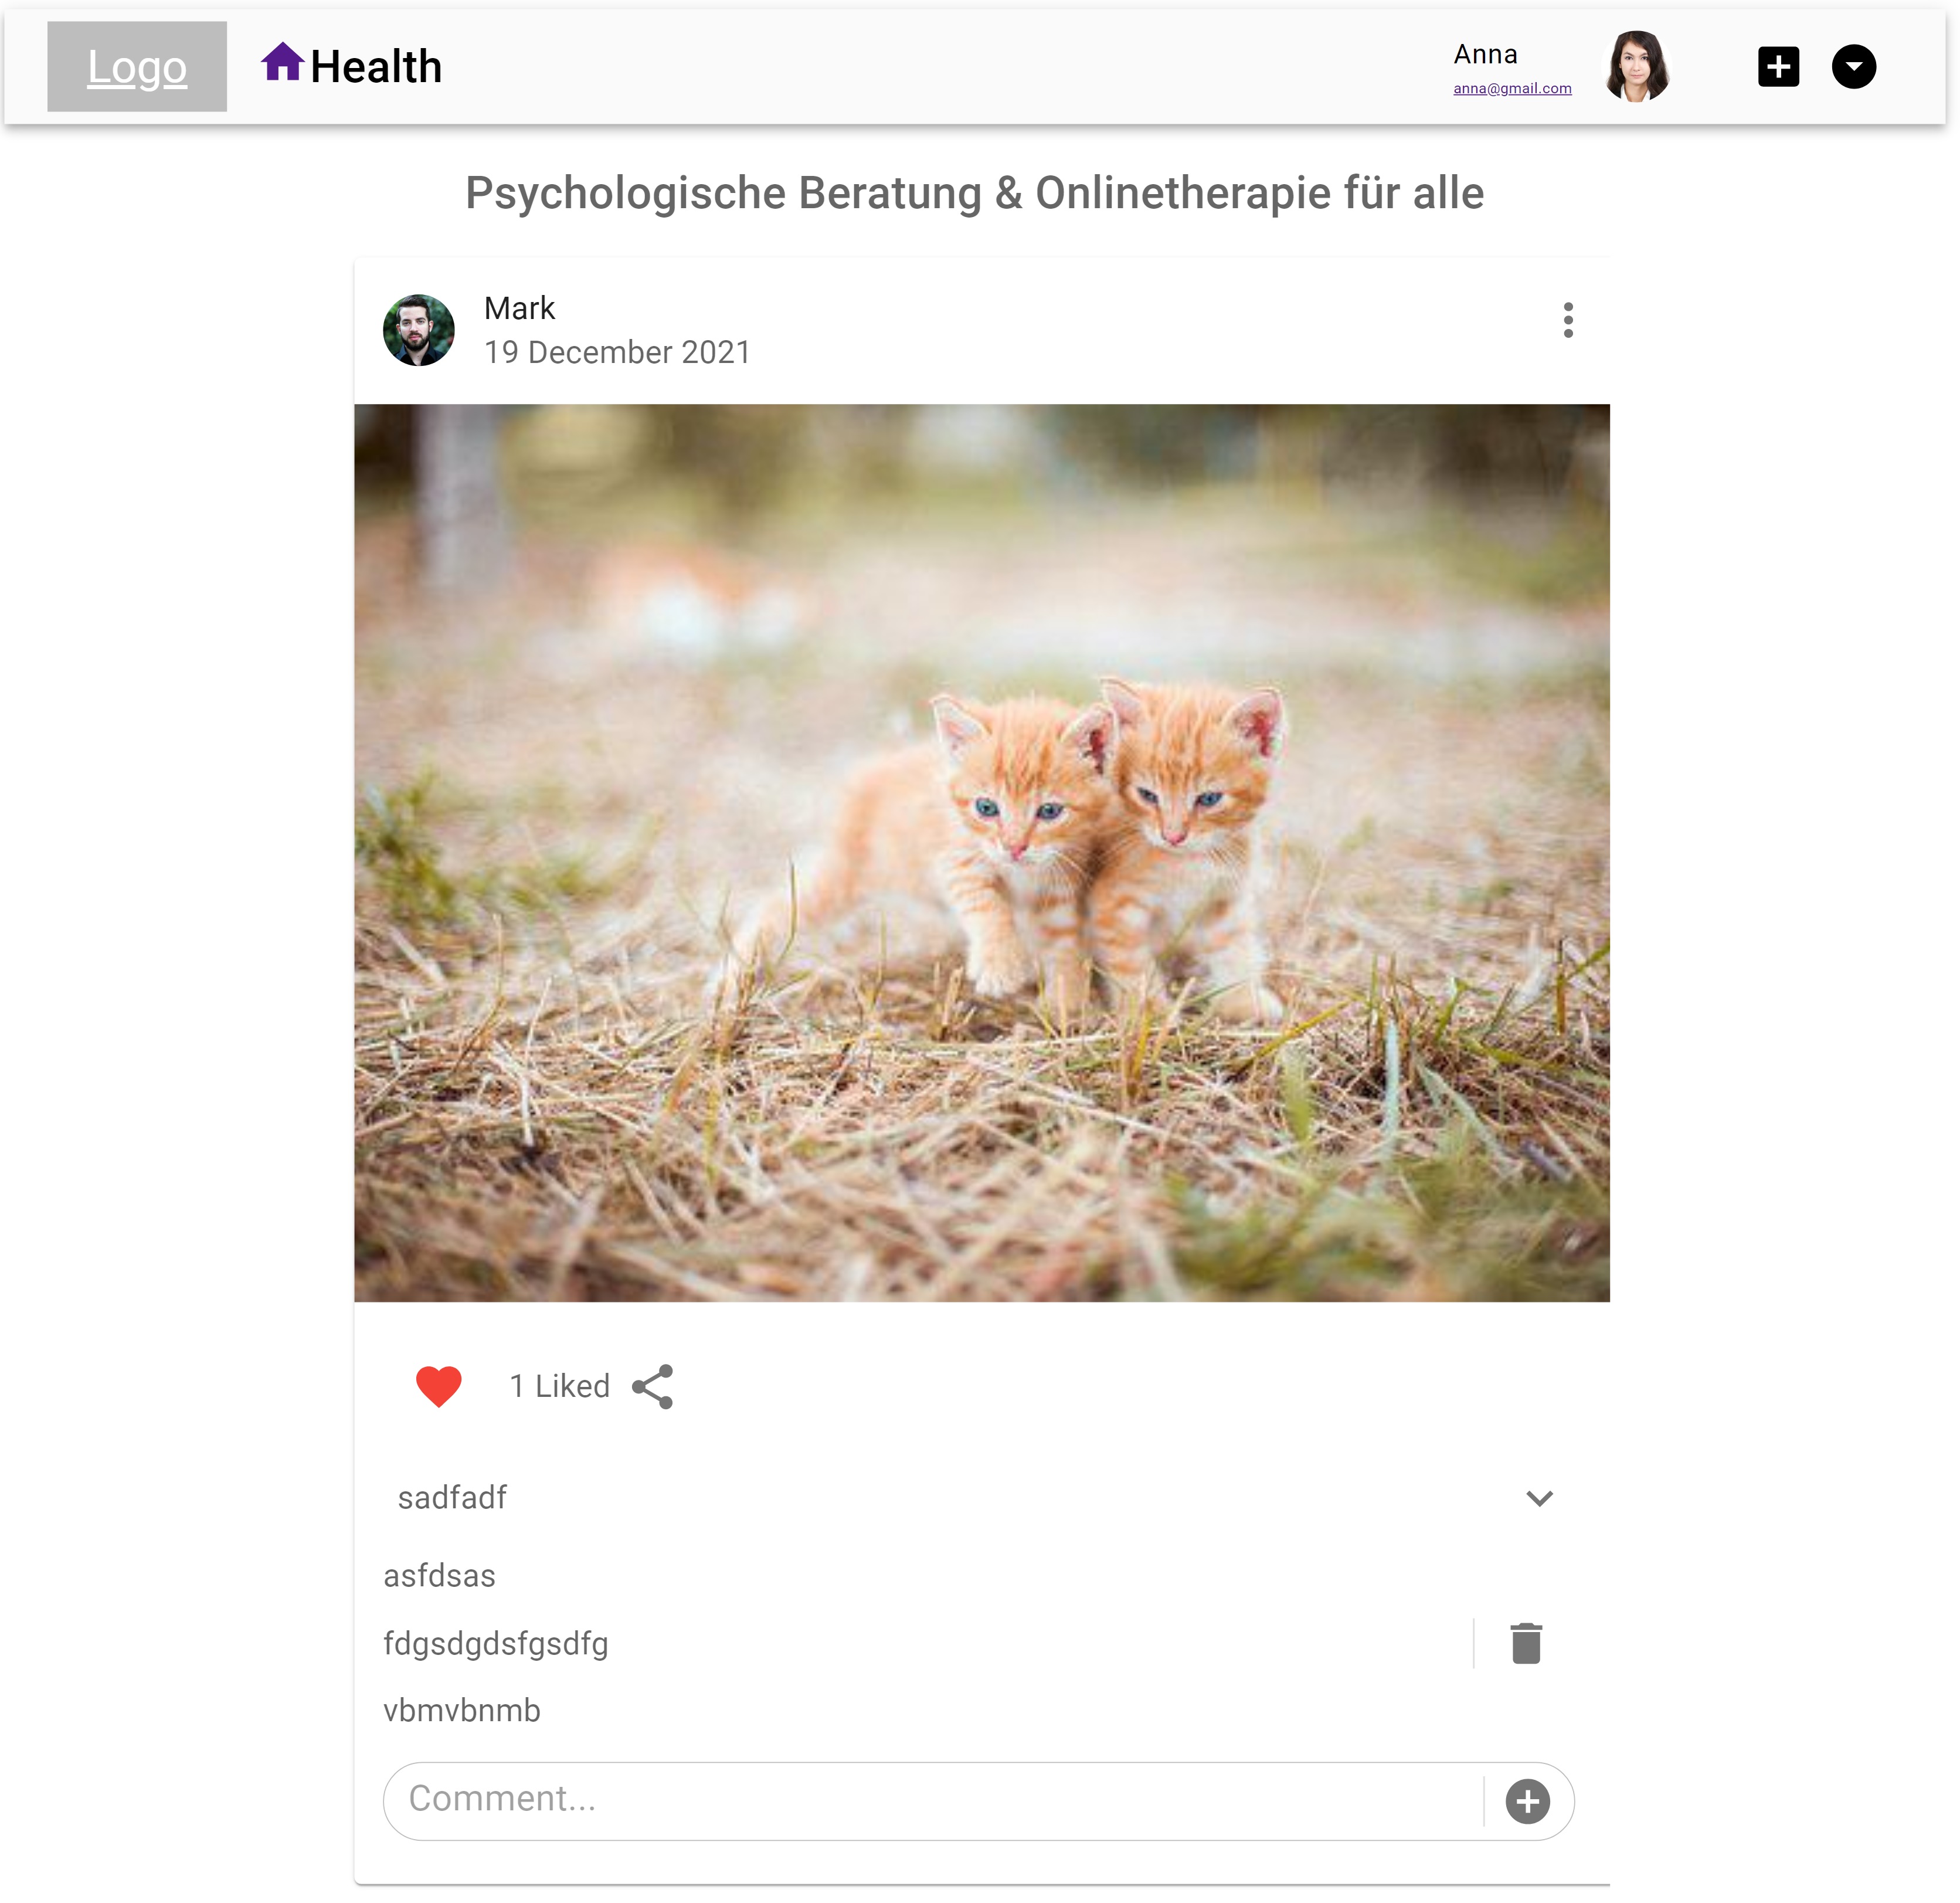 Logo
Health
Anna
anna@gmail.com
Psychologische Beratung & Onlinetherapie für alle
Mark
19 December 2021
1 Liked
sadfadf
asfdsas
fdgsdgdsfgsdfg
vbmvbnmb
Comment...